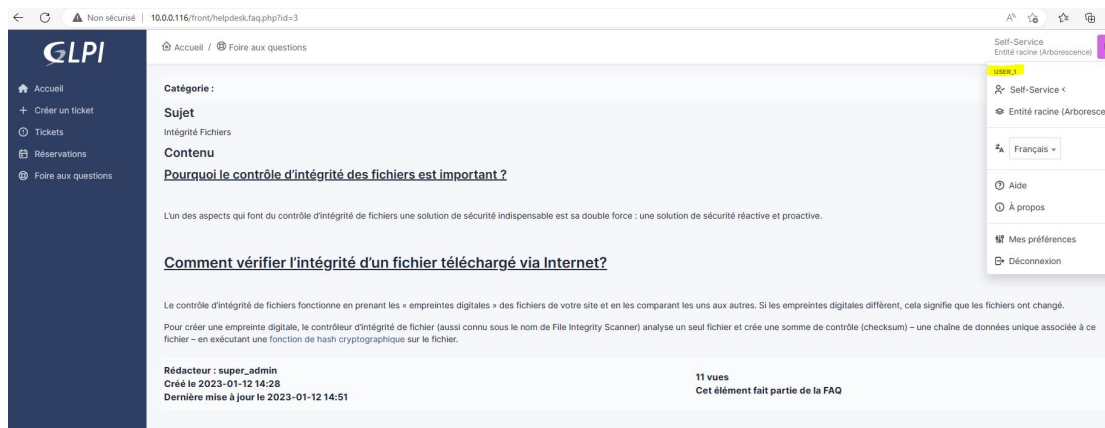 Non sécurisé | 10.0.0.116/front/helpdesk.faq.php?id=3
GLPI
Accueil / Foire aux questions
Self-Service
Entité racine (Arborescence)
Accueil
Créer un ticket
Tickets
Réservations
Foire aux questions
USER_1
Self-Service <
Entité racine (Arboresce
Français
Aide
À propos
Mes préférences
Déconnexion
Catégorie :
Sujet
Intégrité Fichiers
Contenu
Pourquoi le contrôle d'intégrité des fichiers est important ?
L'un des aspects qui font du contrôle d'intégrité de fichiers une solution de sécurité indispensable est sa double force : une solution de sécurité réactive et proactive.
Comment vérifier l'intégrité d'un fichier téléchargé via Internet?
Le contrôle d'intégrité de fichiers fonctionne en prenant les « empreintes digitales » des fichiers de votre site et en les comparant les uns aux autres. Si les empreintes digitales diffèrent, cela signifie que les fichiers ont changé.
Pour créer une empreinte digitale, le contrôleur d'intégrité de fichier (aussi connu sous le nom de File Integrity Scanner) analyse un seul fichier et crée une somme de contrôle (checksum) – une chaîne de données unique associée à ce
fichier – en exécutant une fonction de hash cryptographique sur le fichier.
Rédacteur : super_admin
Créé le 2023-01-12 14:28
Dernière mise à jour le 2023-01-12 14:51
11 vues
Cet élément fait partie de la FAQ